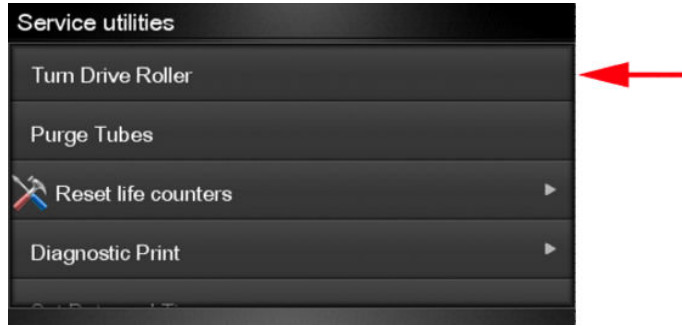 Service utilities
Turn Drive Roller
Purge Tubes
Reset life counters
Diagnostic Print